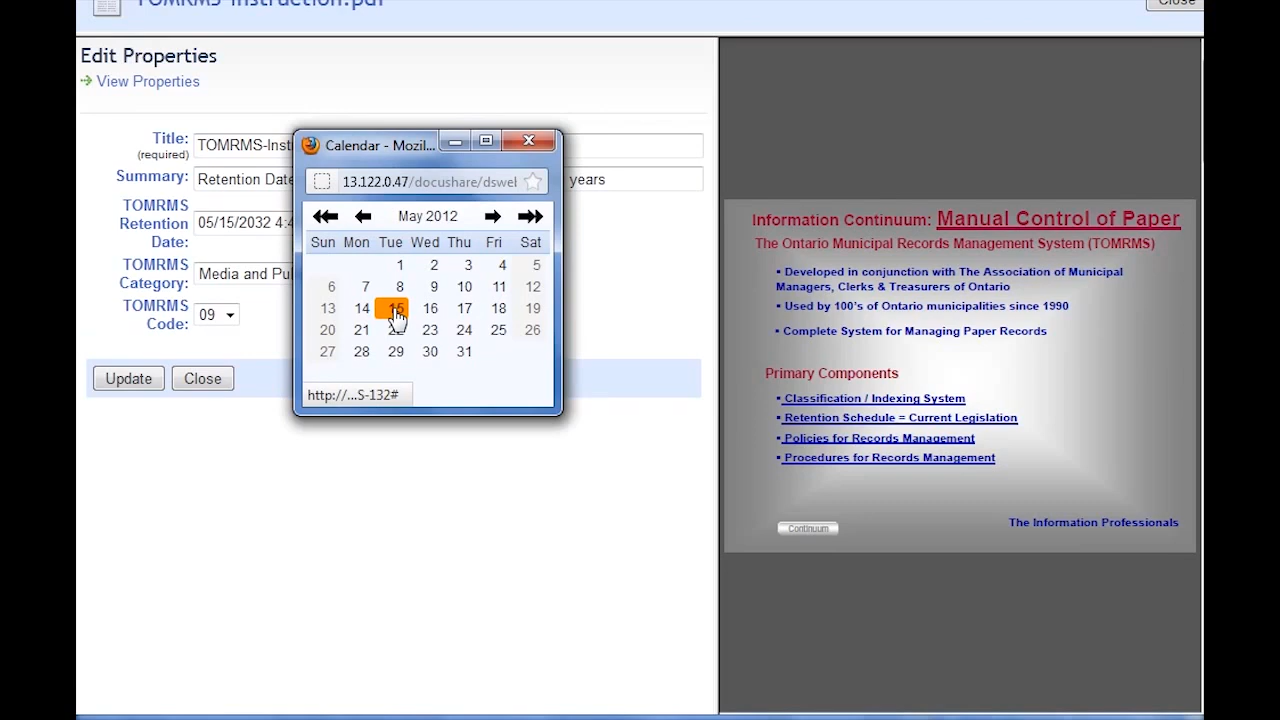 TOMRMS-Instruction.pdf
Close
Edit Properties
View Properties
Title:
(required)
TOMRMS-Inst
Summary:
Retention Date
years
TOMRMS
Retention
Date:
05/15/2032 4:4
TOMRMS
Category:
Media and Pu
TOMRMS
Code:
09
Update
Close
Calendar - Mozil...
13.122.0.47/docushare/dswel
May 2012
Sun Mon Tue Wed Thu Fri Sat
1 2 3 4 5
6 7 8 9 10 11 12
13 14 15 16 17 18 19
20 21 22 23 24 25 26
27 28 29 30 31
http://...S-132#
Information Continuum: Manual Control of Paper
The Ontario Municipal Records Management System (TOMRMS)
▪ Developed in conjunction with The Association of Municipal
Managers, Clerks & Treasurers of Ontario
▪ Used by 100's of Ontario municipalities since 1990
▪ Complete System for Managing Paper Records
Primary Components
▪ Classification / Indexing System
▪ Retention Schedule = Current Legislation
▪ Policies for Records Management
▪ Procedures for Records Management
Continuum
The Information Professionals